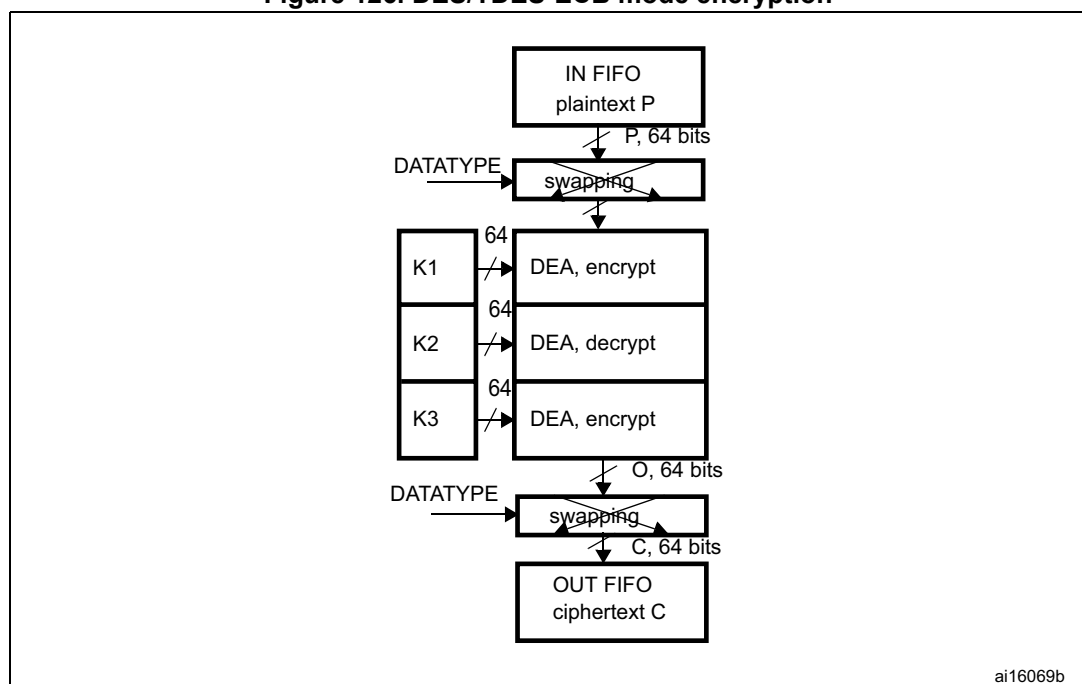 IN FIFO
plaintext P
P, 64 bits
DATATYPE
swapping
64
K1
DEA, encrypt
64
K2
DEA, decrypt
64
K3
DEA, encrypt
O, 64 bits
DATATYPE
swapping
C, 64 bits
OUT FIFO
ciphertext C
ai16069b